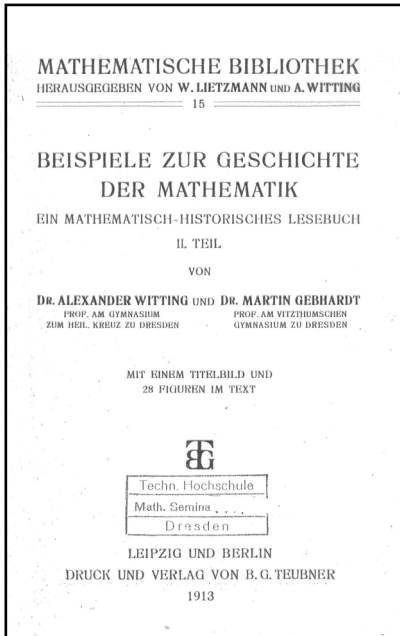 MATHEMATISCHE BIBLIOTHEK
HERAUSGEGEBEN VON W. LIETZMANN UND A. WITTING
15
BEISPIELE ZUR GESCHICHTE
DER MATHEMATIK
EIN MATHEMATISCH-HISTORISCHES LESEBUCH
II. TEIL
VON
DR. ALEXANDER WITTING UND DR. MARTIN GEBHARDT
PROF. AM GYMNASIUM PROF. AM VITZTHUMSCHEN
ZUM HEIL. KREUZ ZU DRESDEN GYMNASIUM ZU DRESDEN
MIT EINEM TITELBILD UND
28 FIGUREN IM TEXT
Techn. Hochschule
Math. Semina
Dresden
LEIPZIG UND BERLIN
DRUCK UND VERLAG VON B. G. TEUBNER
1913